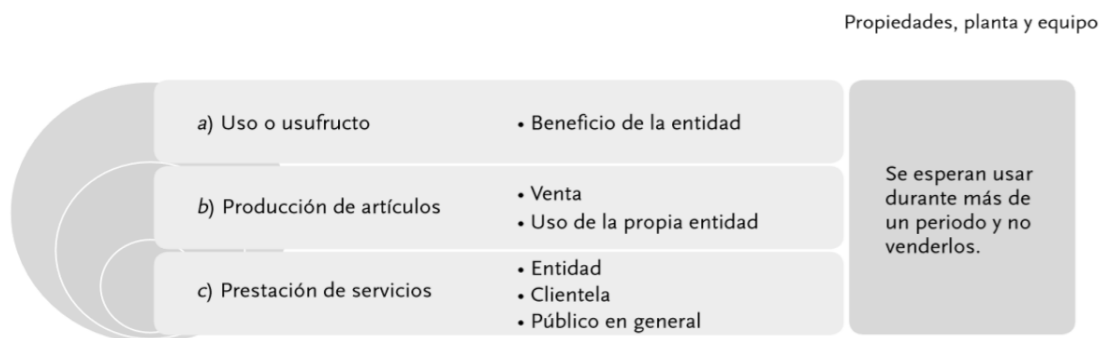 Propiedades, planta y equipo
a) Uso o usufructo
• Beneficio de la entidad
b) Producción de artículos
• Venta
• Uso de la propia entidad
c) Prestación de servicios
• Entidad
• Clientela
• Público en general
Se esperan usar
durante más de
un periodo y no
venderlos.